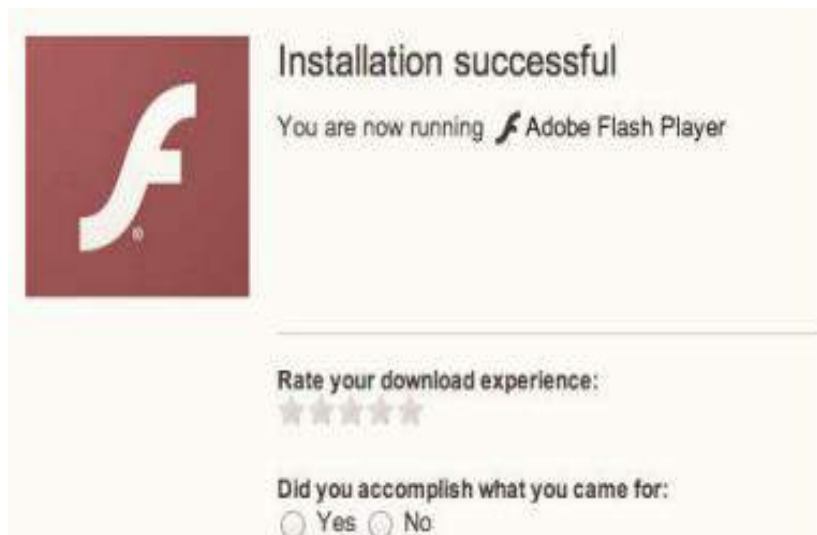 Installation successful
You are now running Adobe Flash Player
Rate your download experience:
Did you accomplish what you came for:
Yes No